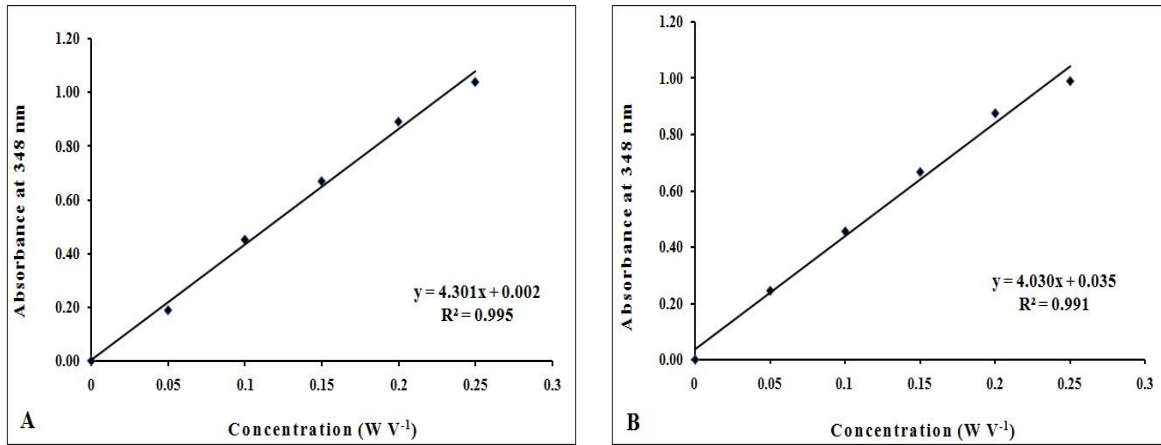 1.20
1.00
0.80
0.60
0.40
0.20
0.00
Absorbance at 348 nm
y = 4.301x + 0.002
R² = 0.995
0 0.05 0.1 0.15 0.2 0.25 0.3
A
Concentration (W V⁻¹)
1.20
1.00
0.80
0.60
0.40
0.20
0.00
Absorbance at 348 nm
y = 4.030x + 0.035
R² = 0.991
0 0.05 0.1 0.15 0.2 0.25 0.3
B
Concentration (W V⁻¹)